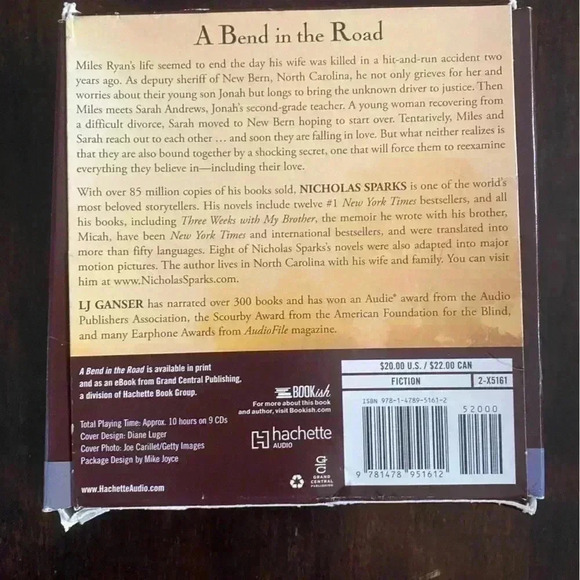 A Bend in the Road
Miles Ryan's life seemed to end the day his wife was killed in a hit-and-run accident two
years ago. As deputy sheriff of New Bern, North Carolina, he not only grieves for her and
worries about their young son Jonah but longs to bring the unknown driver to justice. Then
Miles meets Sarah Andrews, Jonah's second-grade teacher. A young woman recovering from
a difficult divorce, Sarah moved to New Bern hoping to start over. Tentatively, Miles and
Sarah reach out to each other ... and soon they are falling in love. But what neither realizes is
that they are also bound together by a shocking secret, one that will force them to reexamine
everything they believe in—including their love.
With over 85 million copies of his books sold, NICHOLAS SPARKS is one of the world's
most beloved storytellers. His novels include twelve #1 New York Times bestsellers, and all
his books, including Three Weeks with My Brother, the memoir he wrote with his brother,
Micah, have been New York Times and international bestsellers, and were translated into
more than fifty languages. Eight of Nicholas Sparks's novels were also adapted into major
motion pictures. The author lives in North Carolina with his wife and family. You can visit
him at www.NicholasSparks.com.
LJ GANSER has narrated over 300 books and has won an Audie® award from the Audio
Publishers Association, the Scourby Award from the American Foundation for the Blind,
and many Earphone Awards from AudioFile magazine.
A Bend in the Road is available in print
and as an eBook from Grand Central Publishing,
a division of Hachette Book Group.
Total Playing Time: Approx. 10 hours on 9 CDs
Cover Design: Diane Luger
Cover Photo: Joe Carillet/Getty Images
Package Design by Mike Joyce
www.HachetteAudio.com
BOOKish
For more about this book
and author, visit Bookish.com
hachette
AUDIO
GRAND
CENTRAL
PUBLISHING
$20.00 U.S. / $22.00 CAN
FICTION 2-X5161
ISBN 978-1-4789-5161-2
52000
9 781478 951612